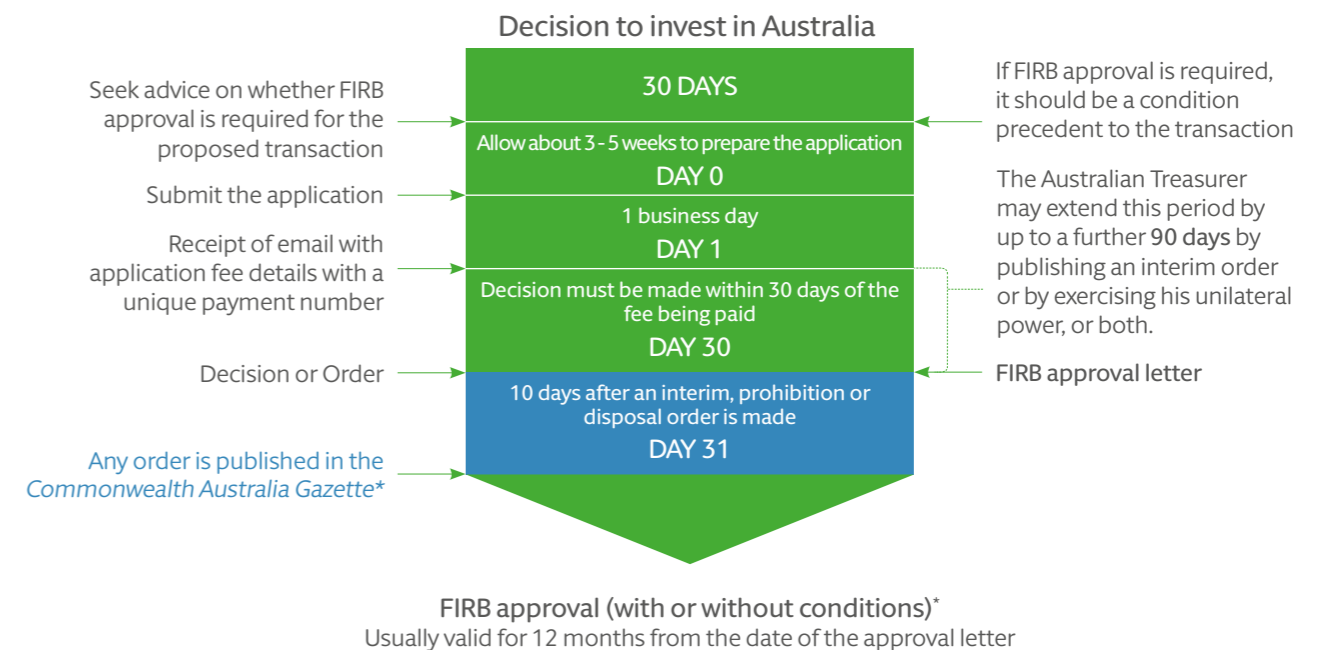 Decision to invest in Australia
30 DAYS
Seek advice on whether FIRB
approval is required for the
proposed transaction
If FIRB approval is required,
it should be a condition
precedent to the transaction
Allow about 3 - 5 weeks to prepare the application
DAY 0
Submit the application
1 business day
DAY 1
Receipt of email with
application fee details with a
unique payment number
The Australian Treasurer
may extend this period by
up to a further 90 days by
publishing an interim order
or by exercising his unilateral
power, or both.
Decision must be made within 30 days of the
fee being paid
DAY 30
Decision or Order
FIRB approval letter
10 days after an interim, prohibition or
disposal order is made
DAY 31
Any order is published in the
Commonwealth Australia Gazette*
FIRB approval (with or without conditions)*
Usually valid for 12 months from the date of the approval letter